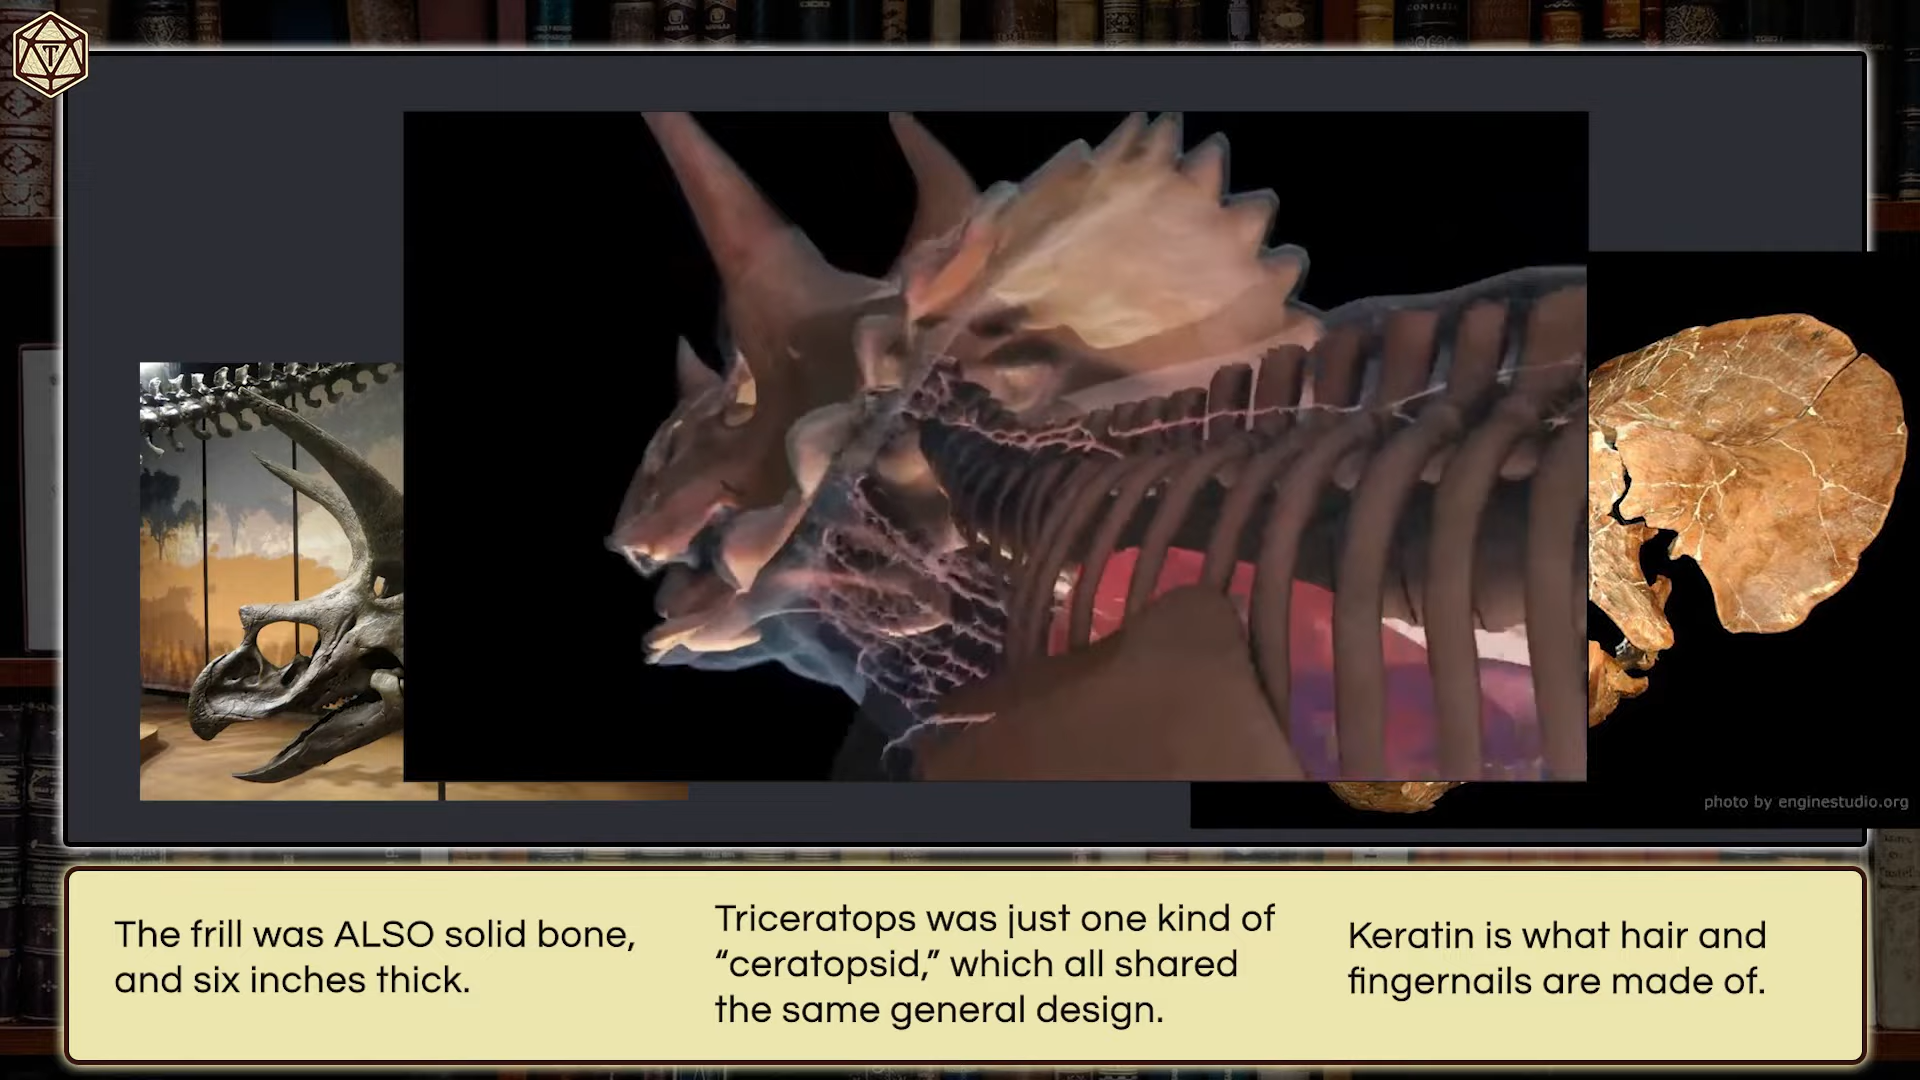 T
photo by enginestudio.org
The frill was ALSO solid bone,
and six inches thick.
Triceratops was just one kind of
“ceratopsid,” which all shared
the same general design.
Keratin is what hair and
fingernails are made of.